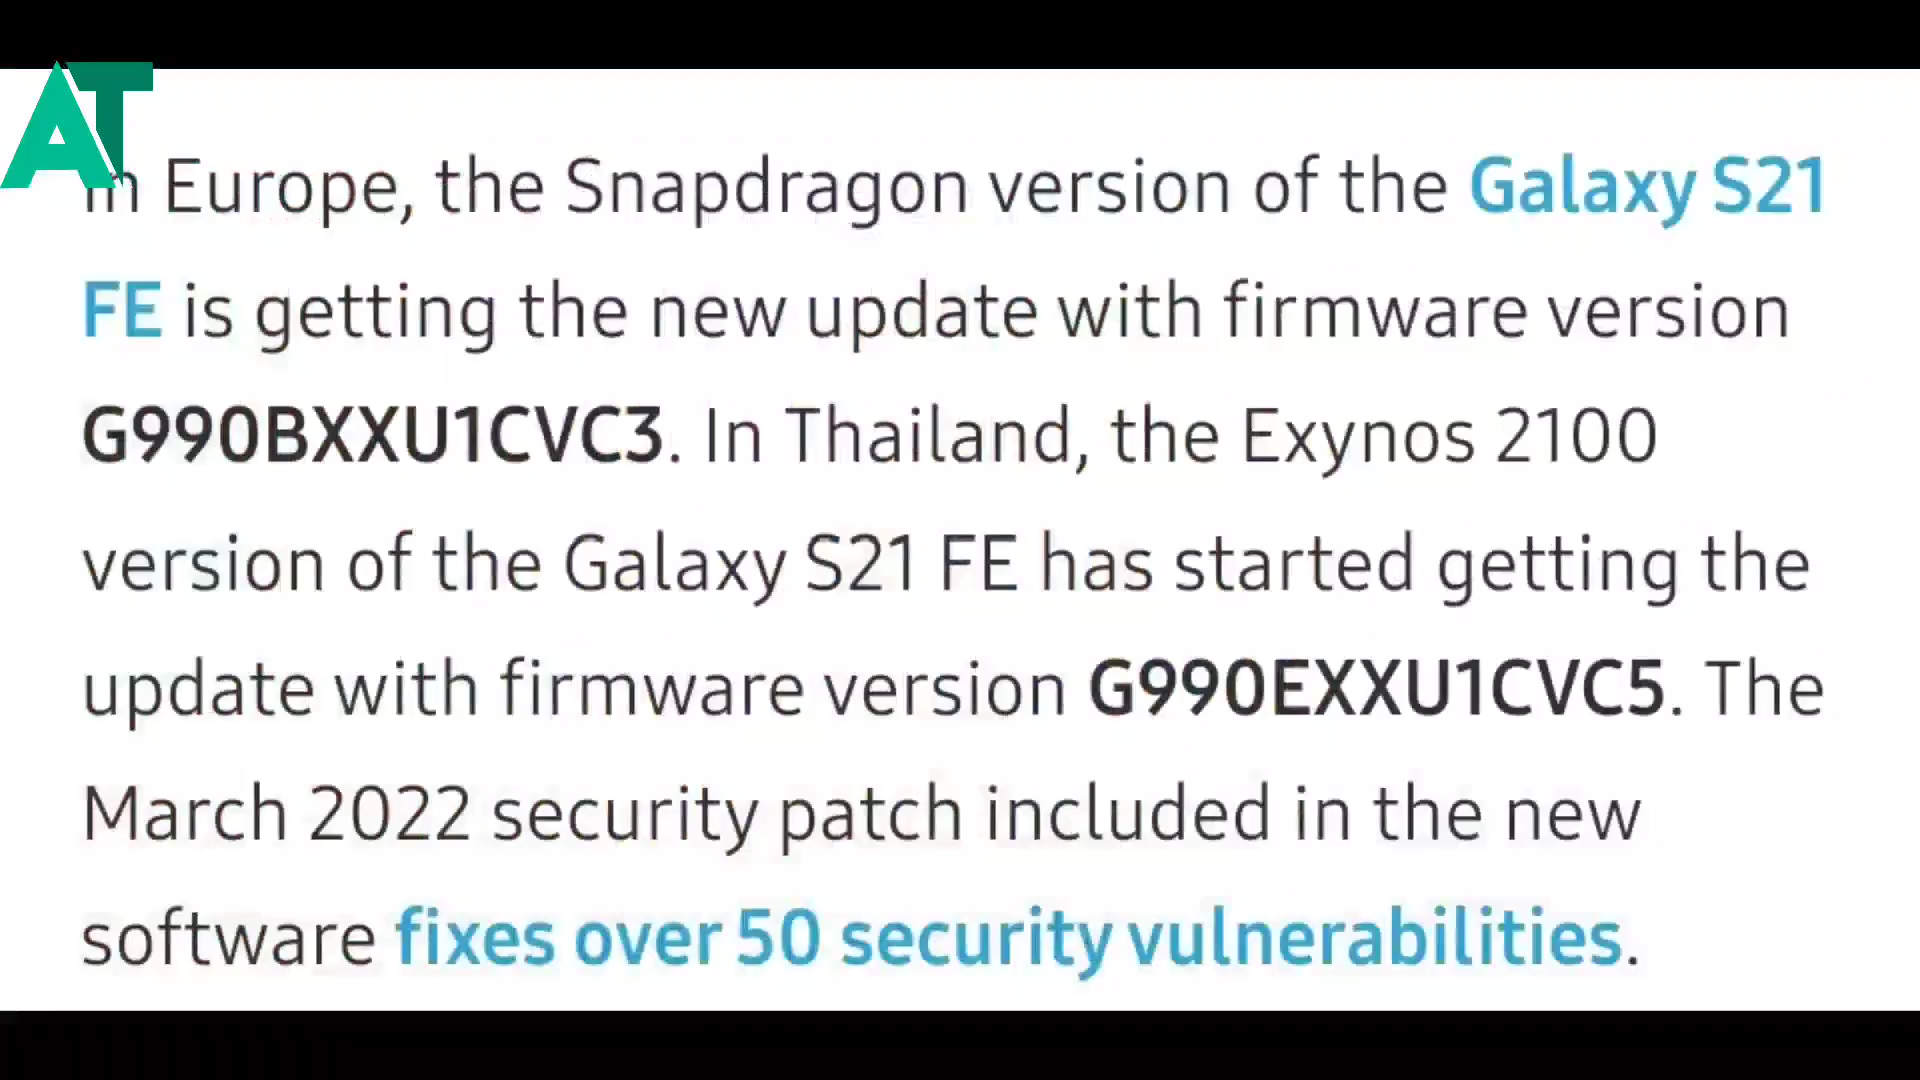 AT
In Europe, the Snapdragon version of the Galaxy S21
FE is getting the new update with firmware version
G990BXXU1CVC3. In Thailand, the Exynos 2100
version of the Galaxy S21 FE has started getting the
update with firmware version G990EXXU1CVC5. The
March 2022 security patch included in the new
software fixes over 50 security vulnerabilities.